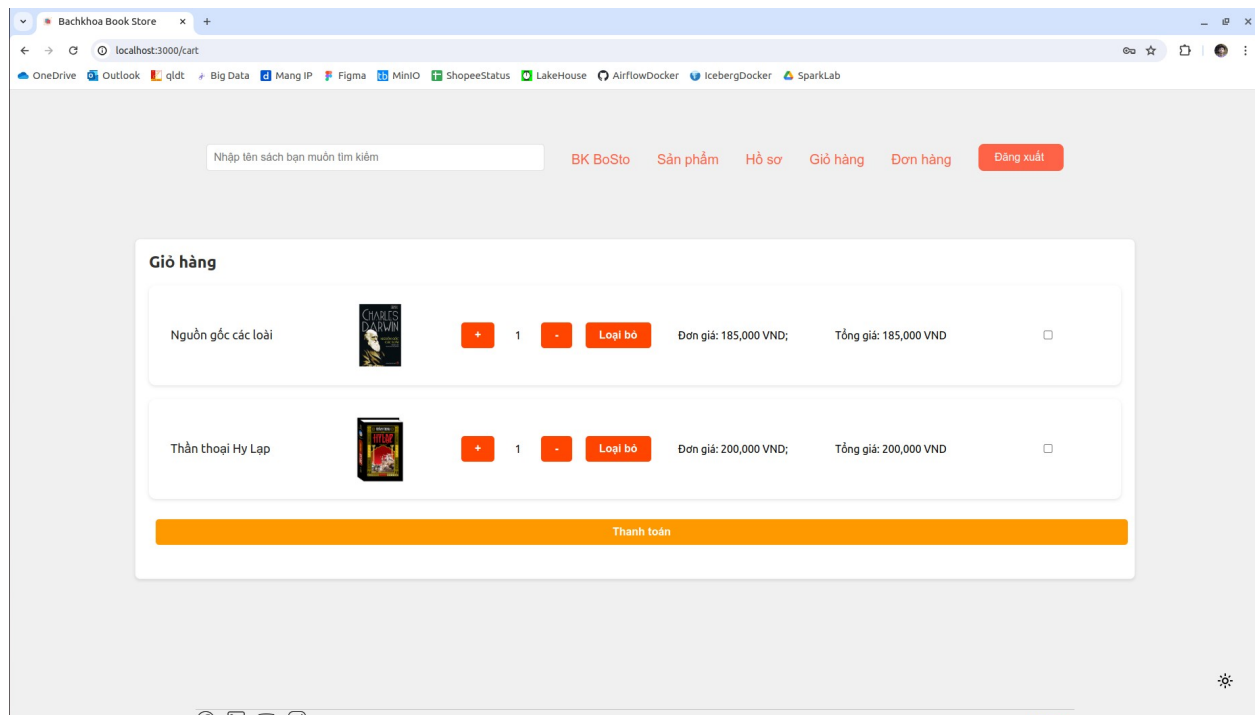 Bachkhoa Book Store
localhost:3000/cart
OneDrive Outlook qldt Big Data Mang IP Figma MinIO ShopeeStatus LakeHouse AirflowDocker IcebergDocker SparkLab
Nhập tên sách bạn muốn tìm kiếm BK BoSto Sản phẩm Hồ sơ Giỏ hàng Đơn hàng Đăng xuất
Giỏ hàng
Nguồn gốc các loài CHARLES DARWIN + 1 - Loại bỏ Đơn giá: 185,000 VND; Tổng giá: 185,000 VND
Thần thoại Hy Lạp HYLAP + 1 - Loại bỏ Đơn giá: 200,000 VND; Tổng giá: 200,000 VND
Thanh toán